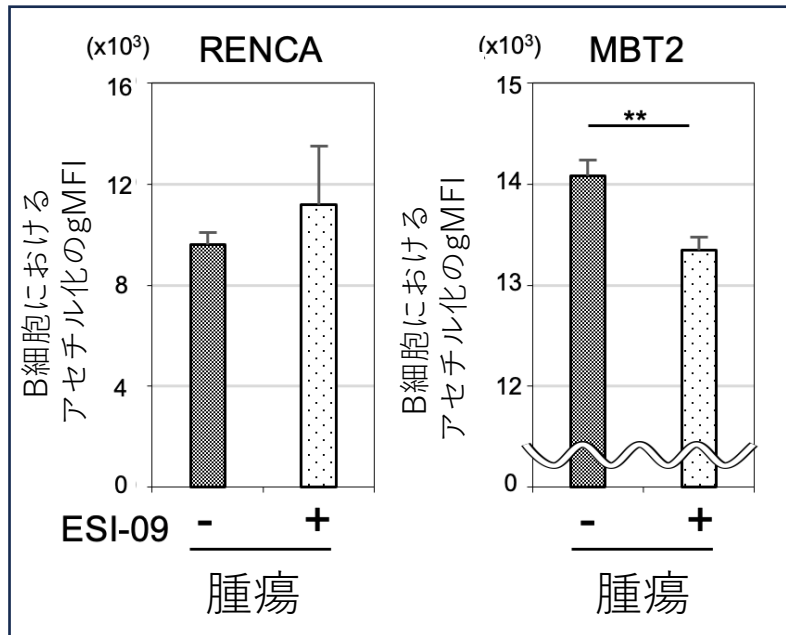 (x10³) RENCA
16
12
8
4
0
B細胞における
アセチル化のgMFI
ESI-09 - +
腫瘍
(x10³) MBT2
15
**
14
13
12
0
B細胞における
アセチル化のgMFI
- +
腫瘍